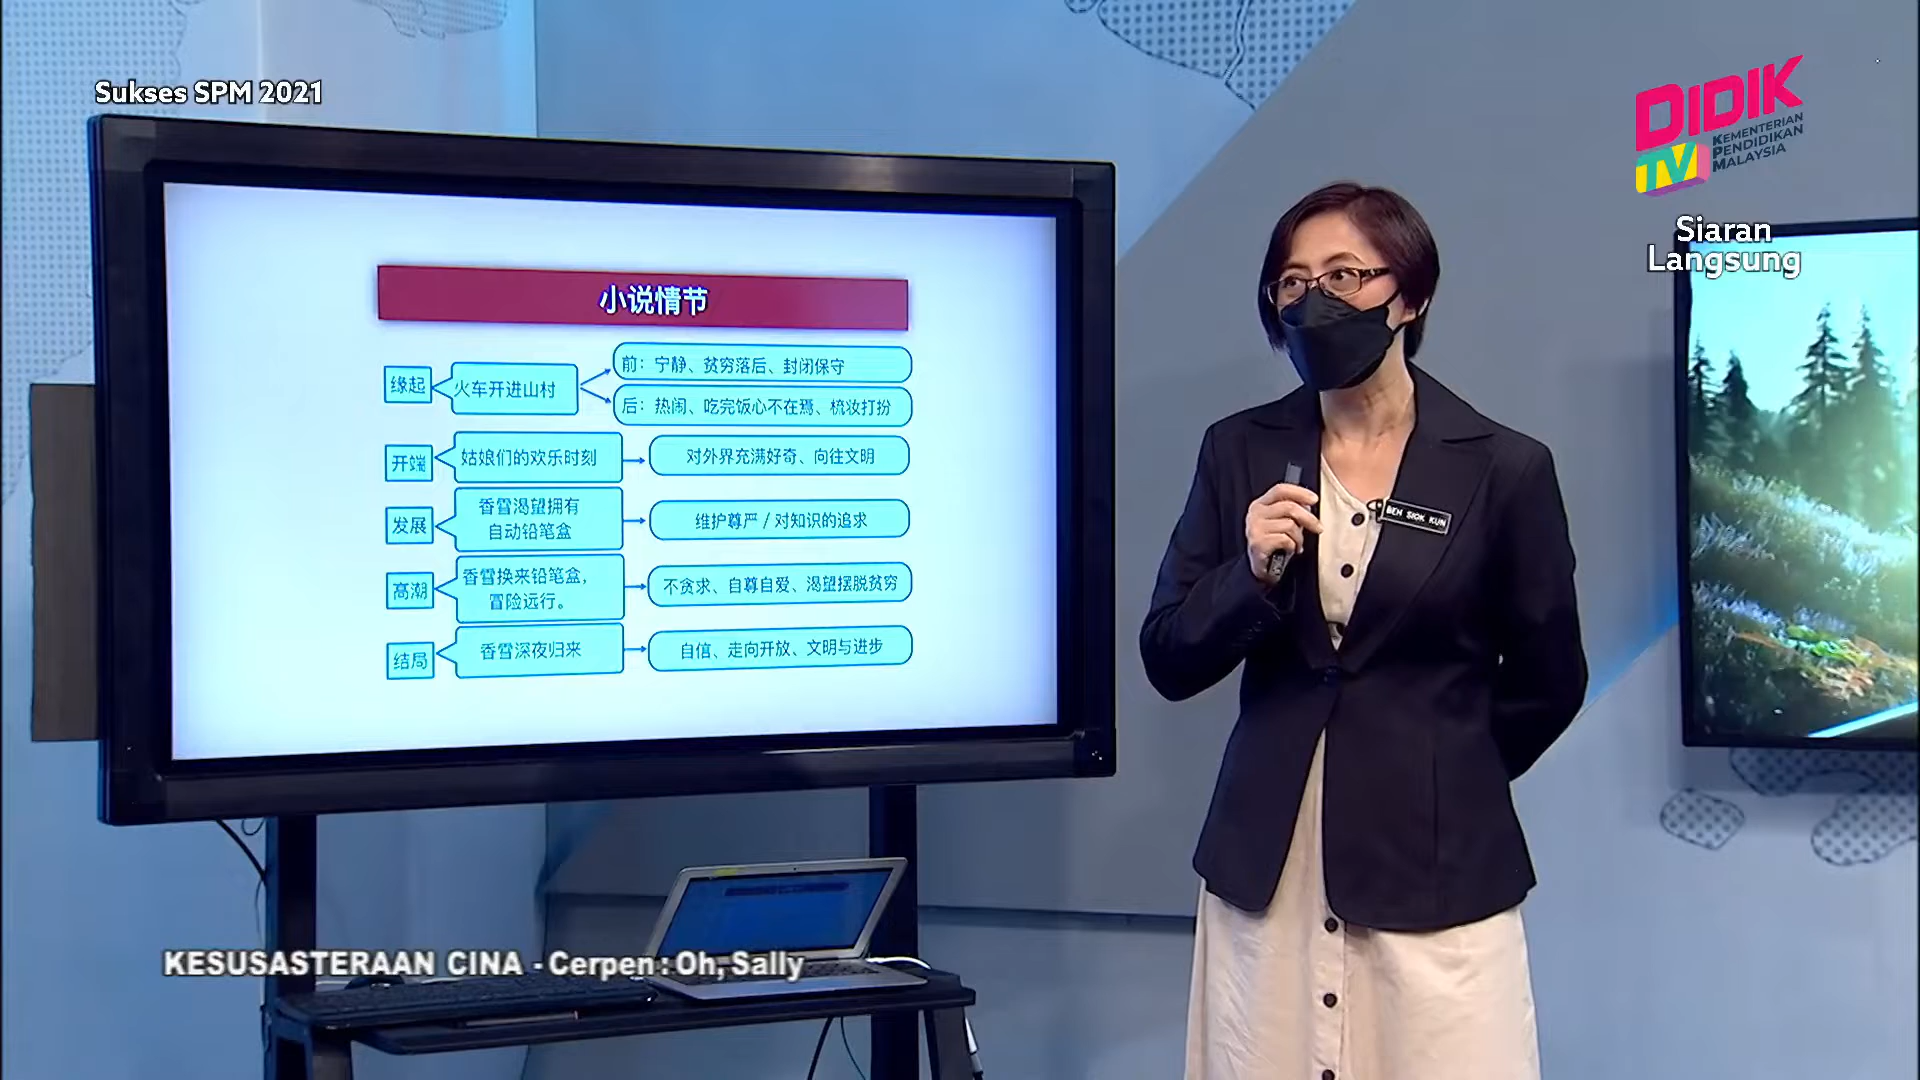 Sukses SPM 2021
DIDIK
TV
KEMENTERIAN
PENDIDIKAN
MALAYSIA
Siaran
Langsung
小说情节
缘起
火车开进山村
前：宁静、贫穷落后、封闭保守
后：热闹、吃完饭心不在焉、梳妆打扮
开端
姑娘们的欢乐时刻
对外界充满好奇、向往文明
发展
香雪渴望拥有
自动铅笔盒
维护尊严 / 对知识的追求
高潮
香雪换来铅笔盒，
冒险远行。
不贪求、自尊自爱、渴望摆脱贫穷
结局
香雪深夜归来
自信、走向开放、文明与进步
BEH SIOK KUN
KESUSASTERAAN CINA - Cerpen : Oh, Sally